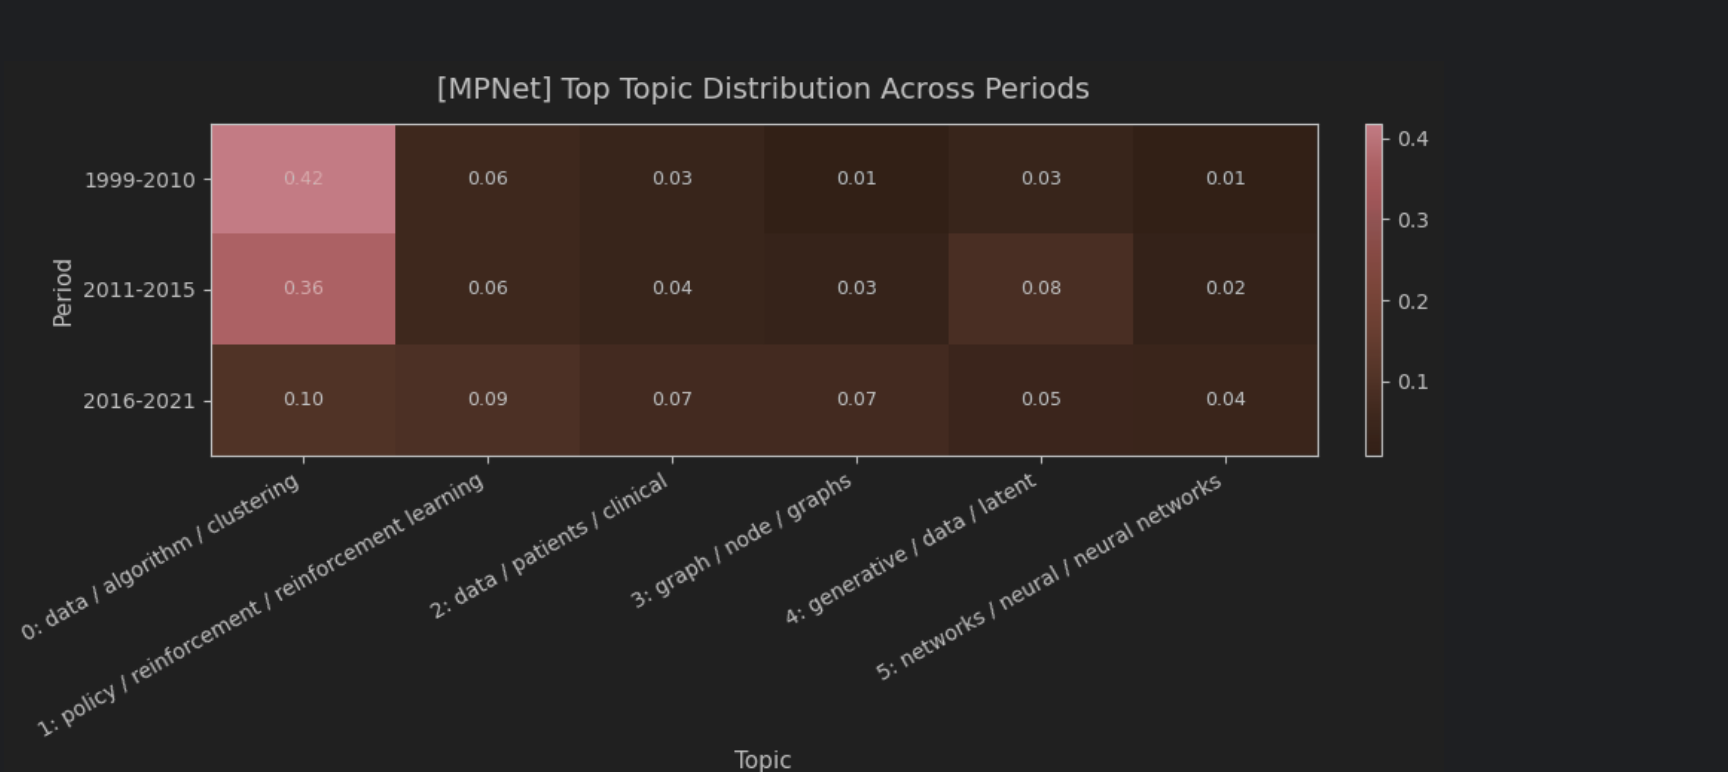 [MPNet] Top Topic Distribution Across Periods
1999-2010
0.42
0.06
0.03
0.01
0.03
0.01
2011-2015
0.36
0.06
0.04
0.03
0.08
0.02
2016-2021
0.10
0.09
0.07
0.07
0.05
0.04
Period
0: data / algorithm / clustering
1: policy / reinforcement / reinforcement learning
2: data / patients / clinical
3: graph / node / graphs
4: generative / data / latent
5: networks / neural / neural networks
Topic
0.4
0.3
0.2
0.1